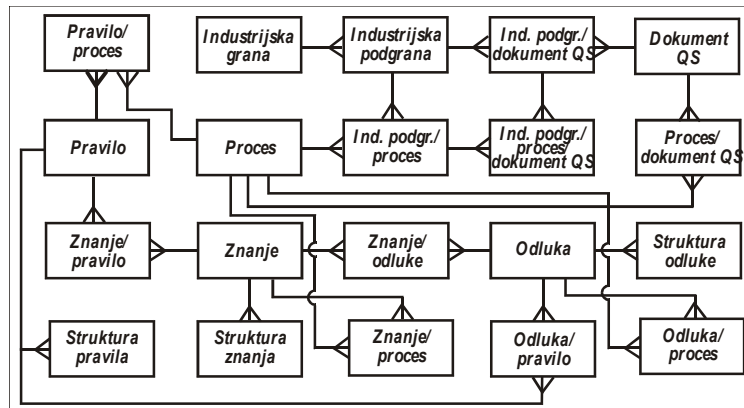 Pravilo/
proces
Industrijska
grana
Industrijska
podgrana
Ind. podgr./
dokument QS
Dokument
QS
Pravilo
Proces
Ind. podgr./
proces
Ind. podgr./
proces/
dokument QS
Proces/
dokument QS
Znanje/
pravilo
Znanje
Znanje/
odluke
Odluka
Struktura
odluke
Struktura
pravila
Struktura
znanja
Znanje/
proces
Odluka/
pravilo
Odluka/
proces